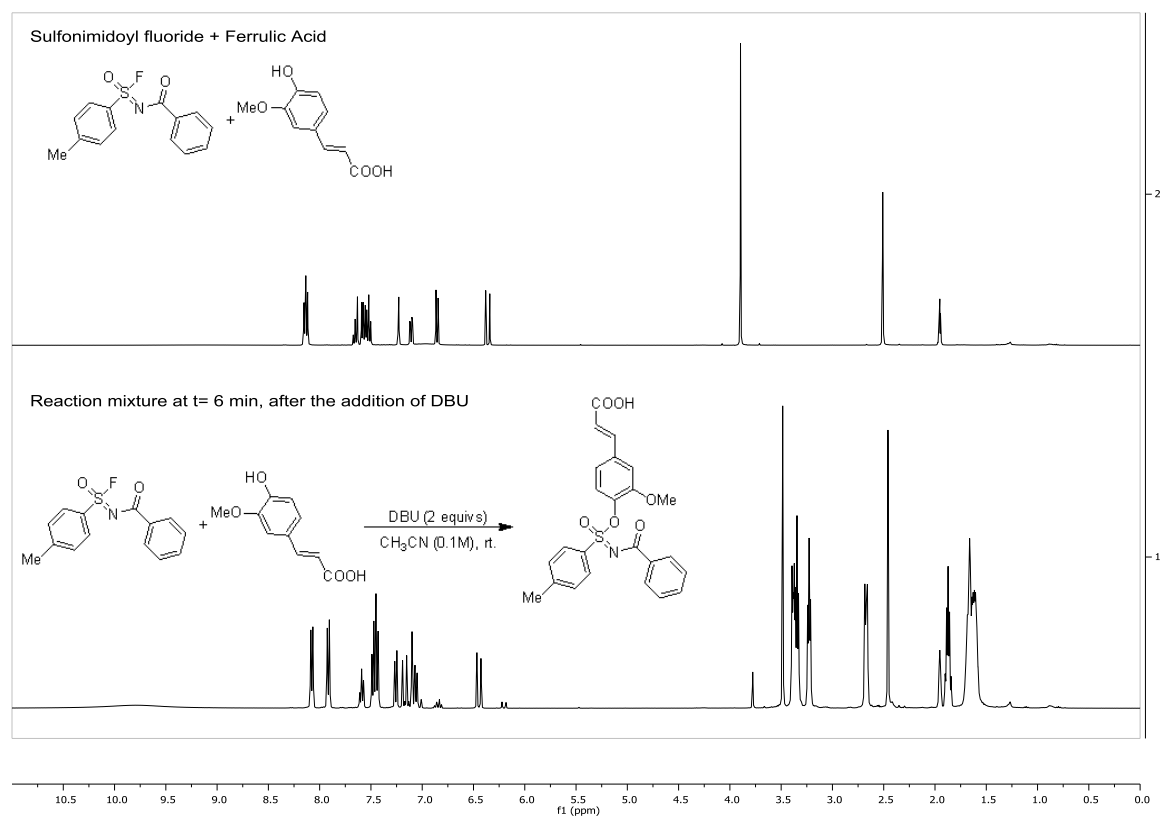 Sulfonimidoyl fluoride + Ferrulic Acid
HO
O F
S
N
O
MeO
+
Me
COOH
2
Reaction mixture at t= 6 min, after the addition of DBU
COOH
HO
O F
S
N
O
MeO
+
Me
COOH
DBU (2 equivs)
CH3CN (0.1M), rt.
OMe
O
O
S
N
O
Me
1
10.5 10.0 9.5 9.0 8.5 8.0 7.5 7.0 6.5 6.0 5.5 5.0 4.5 4.0 3.5 3.0 2.5 2.0 1.5 1.0 0.5 0.0
f1 (ppm)